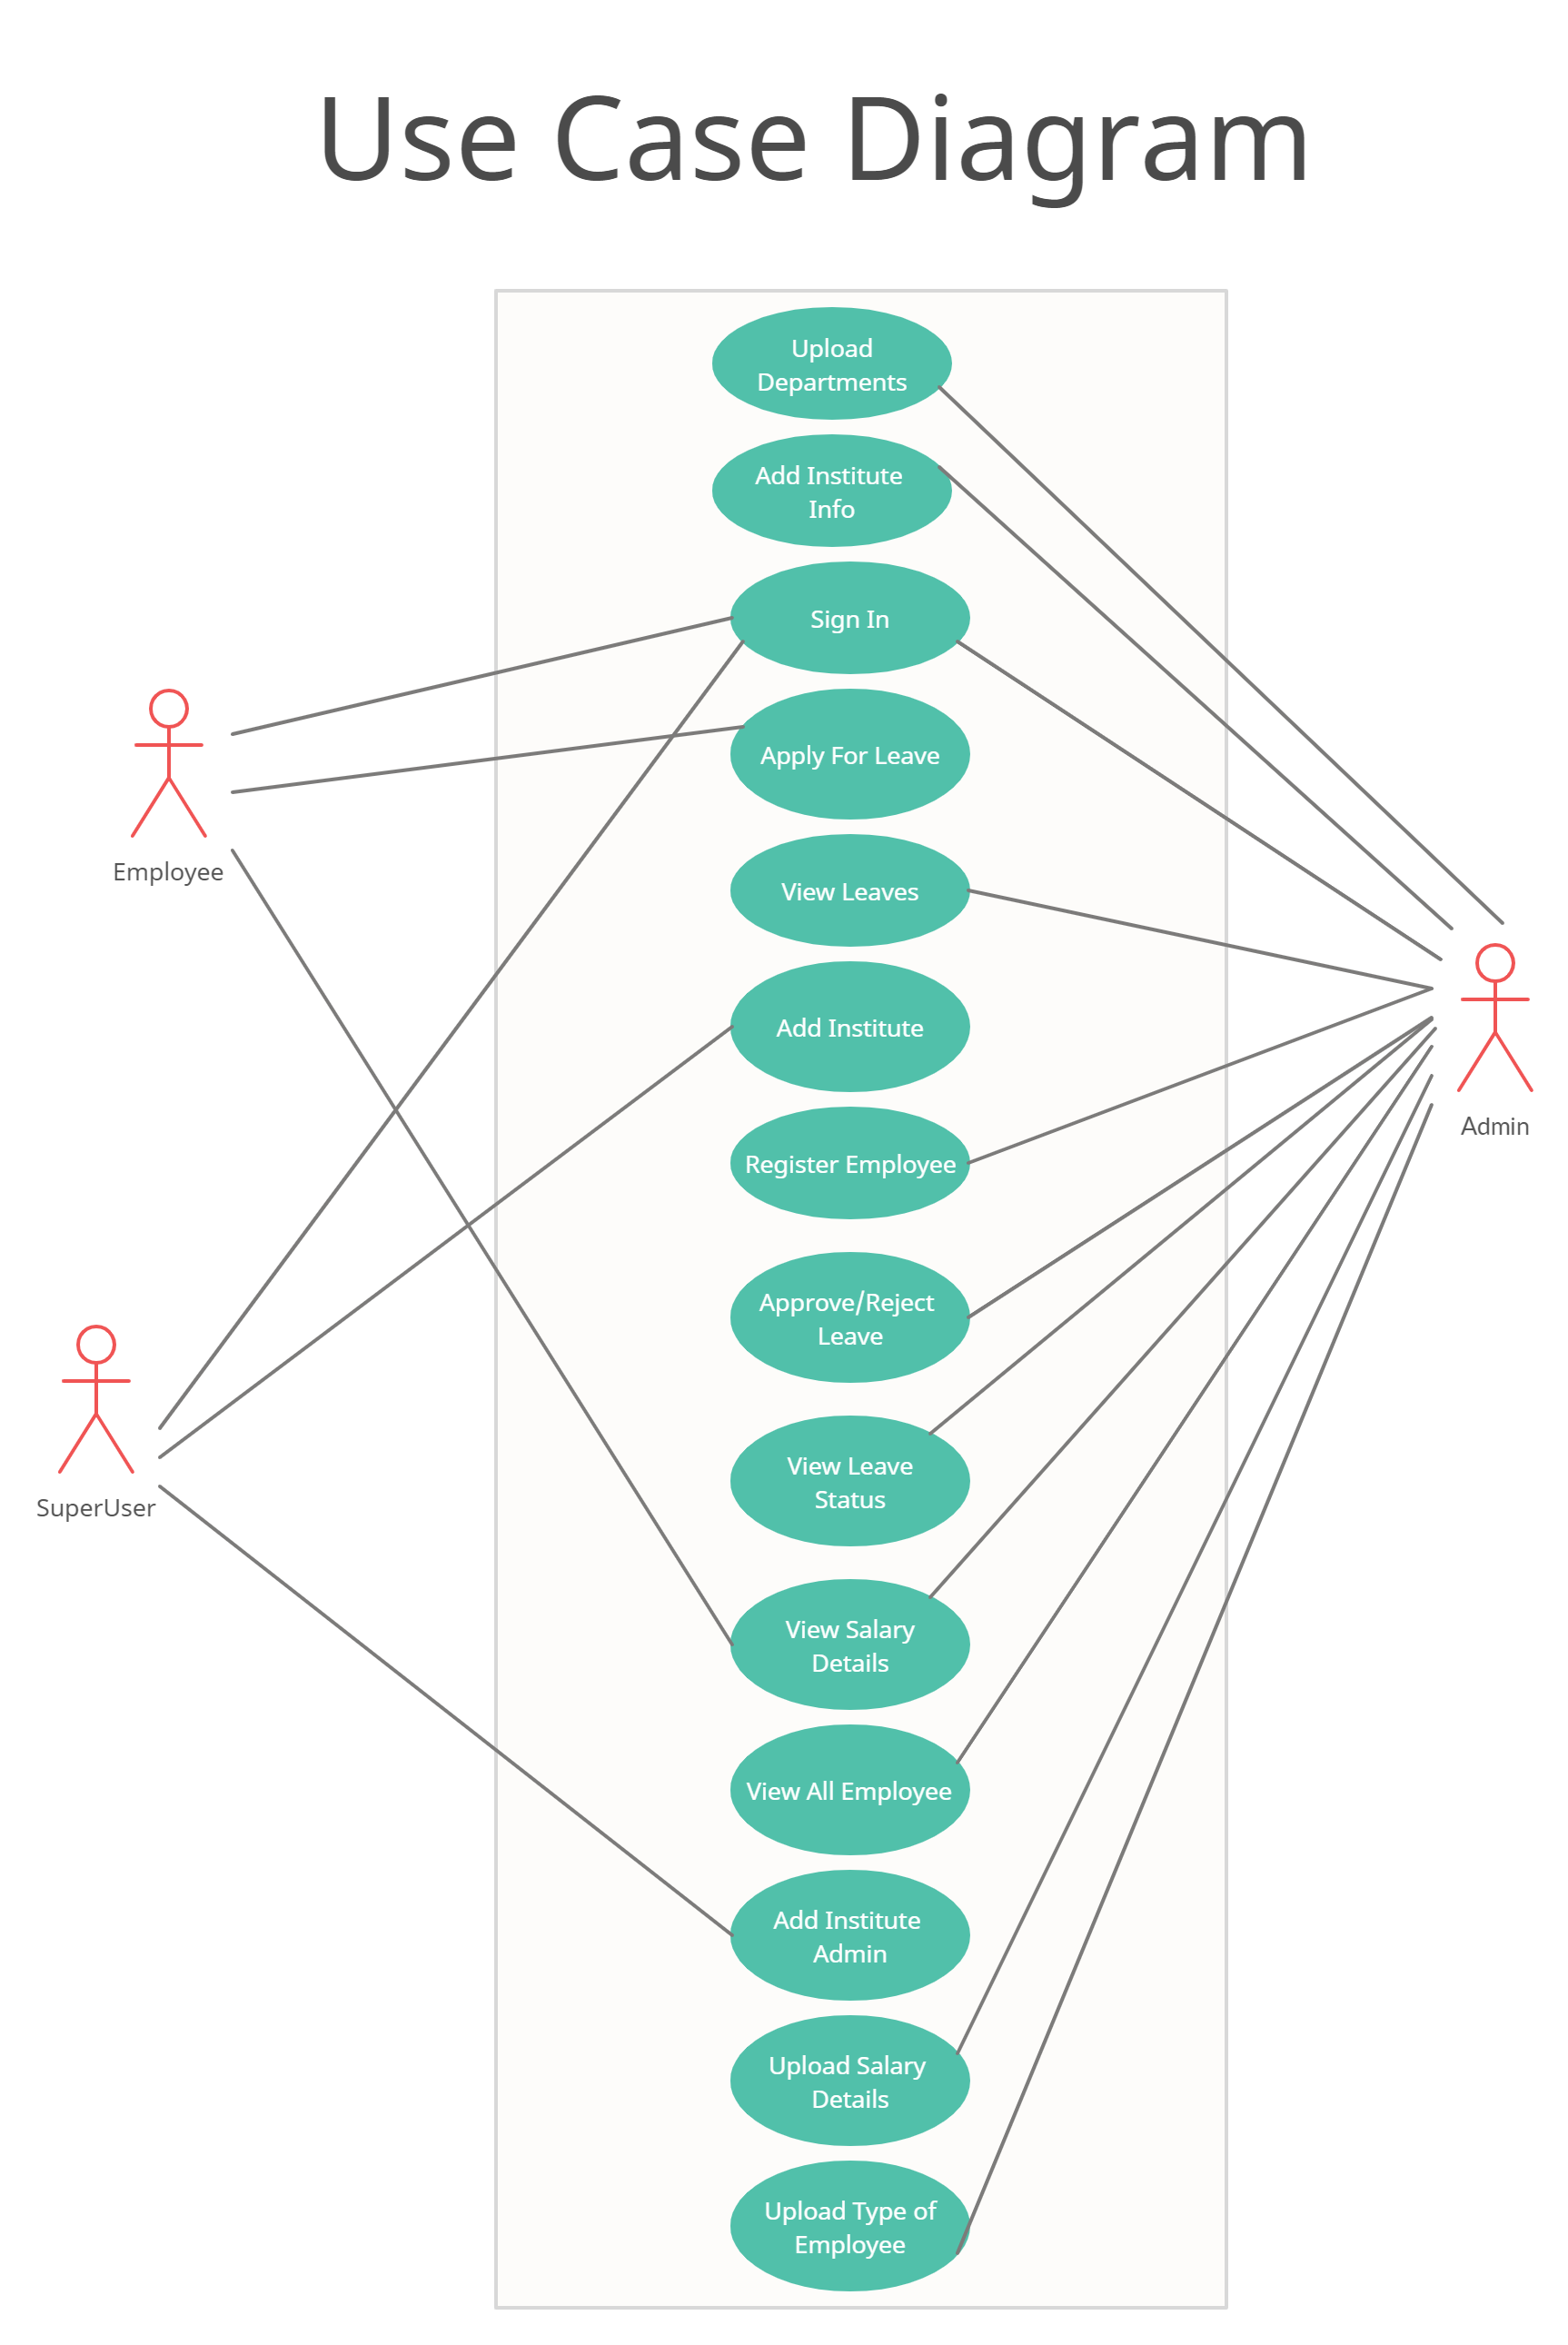 Use Case Diagram
Upload
Departments
Add Institute
Info
Sign In
Apply For Leave
Employee
View Leaves
Add Institute
Admin
Register Employee
Approve/Reject
Leave
View Leave
Status
SuperUser
View Salary
Details
View All Employee
Add Institute
Admin
Upload Salary
Details
Upload Type of
Employee